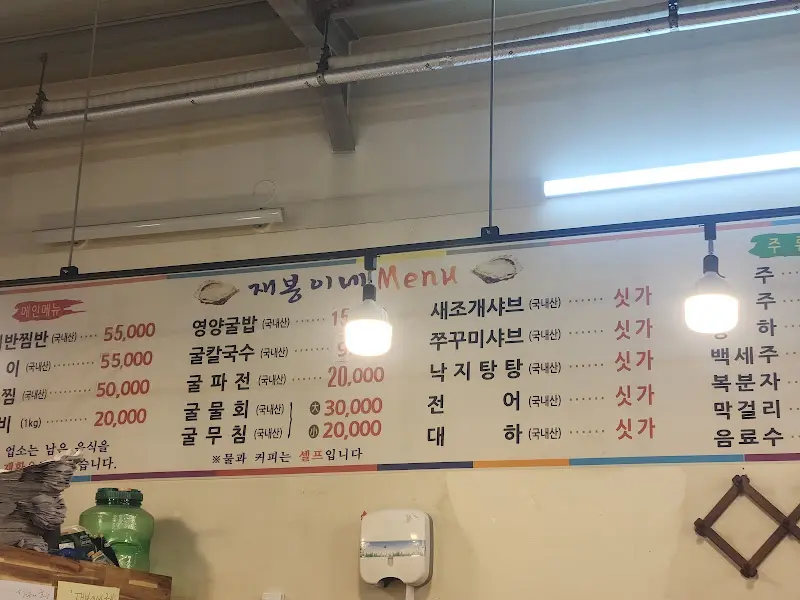 재봉이네 Menu
메인메뉴
반찜반 (국내산) ····· 55,000
이 (국내산) ········ 55,000
찜 (국내산) ········ 50,000
비 (1kg) ········· 20,000
업소는 남은 음식을
습니다.
영양굴밥 (국내산)
굴칼국수 (국내산)
굴파전 (국내산) ····· 20,000
굴물회 (국내산) 大 30,000
굴무침 (국내산) 小 20,000
※물과 커피는 셀프입니다
새조개샤브 (국내산) ······ 싯가
쭈꾸미샤브 (국내산) ······ 싯가
낙지탕탕 (국내산) ······ 싯가
전어 (국내산) ······ 싯가
대하 (국내산) ······ 싯가
주
주
주
하
백세주
복분자
막걸리
음료수